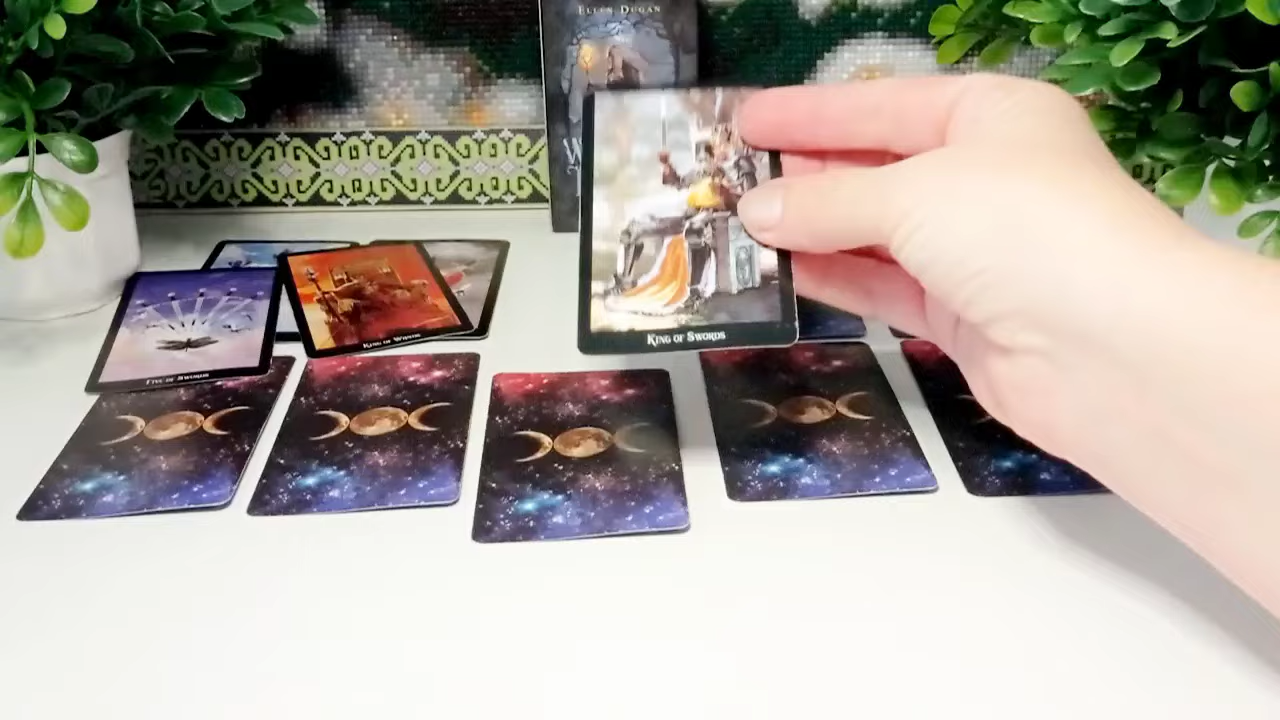 ELLEN DUGAN
W
KING OF SWORDS
KING OF WANDS
FIVE OF SWORDS